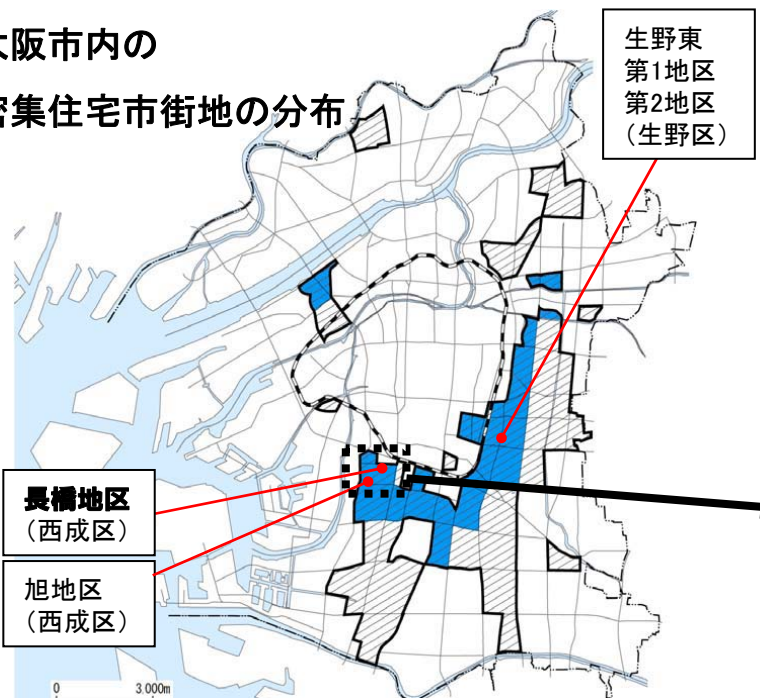 大阪市内の
密集住宅市街地の分布
生野東
第1地区
第2地区
(生野区)
長橋地区
(西成区)
旭地区
(西成区)
0 3.000m